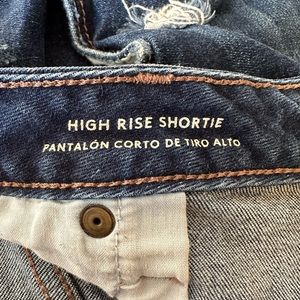 HIGH RISE SHORTIE
PANTALÓN CORTO DE TIRO ALTO